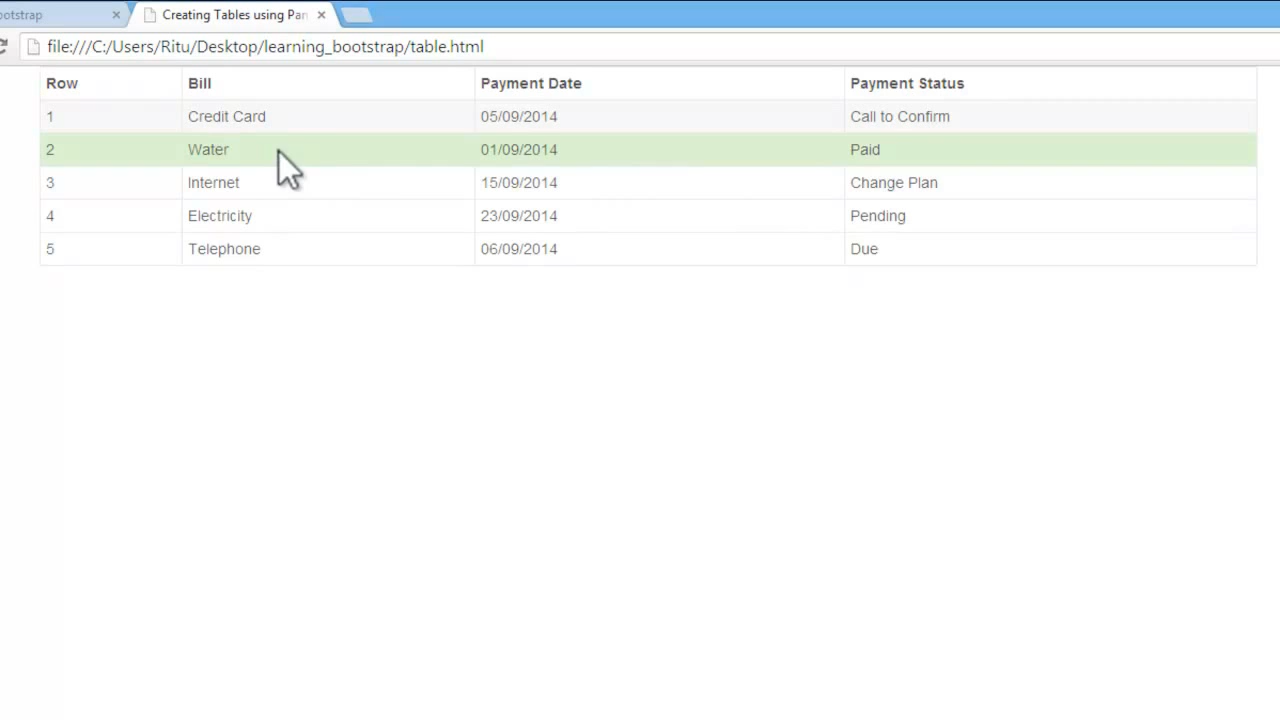 ootstrap
Creating Tables using Pan
file:///C:/Users/Ritu/Desktop/learning_bootstrap/table.html
Row Bill Payment Date Payment Status
1 Credit Card 05/09/2014 Call to Confirm
2 Water 01/09/2014 Paid
3 Internet 15/09/2014 Change Plan
4 Electricity 23/09/2014 Pending
5 Telephone 06/09/2014 Due